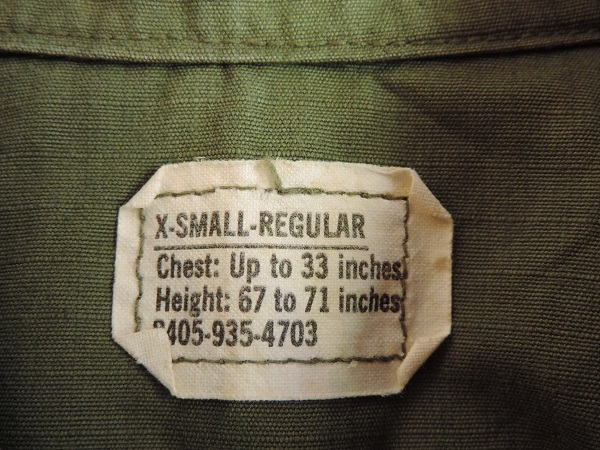 X-SMALL-REGULAR
Chest: Up to 33 inches
Height: 67 to 71 inches
8405-935-4703